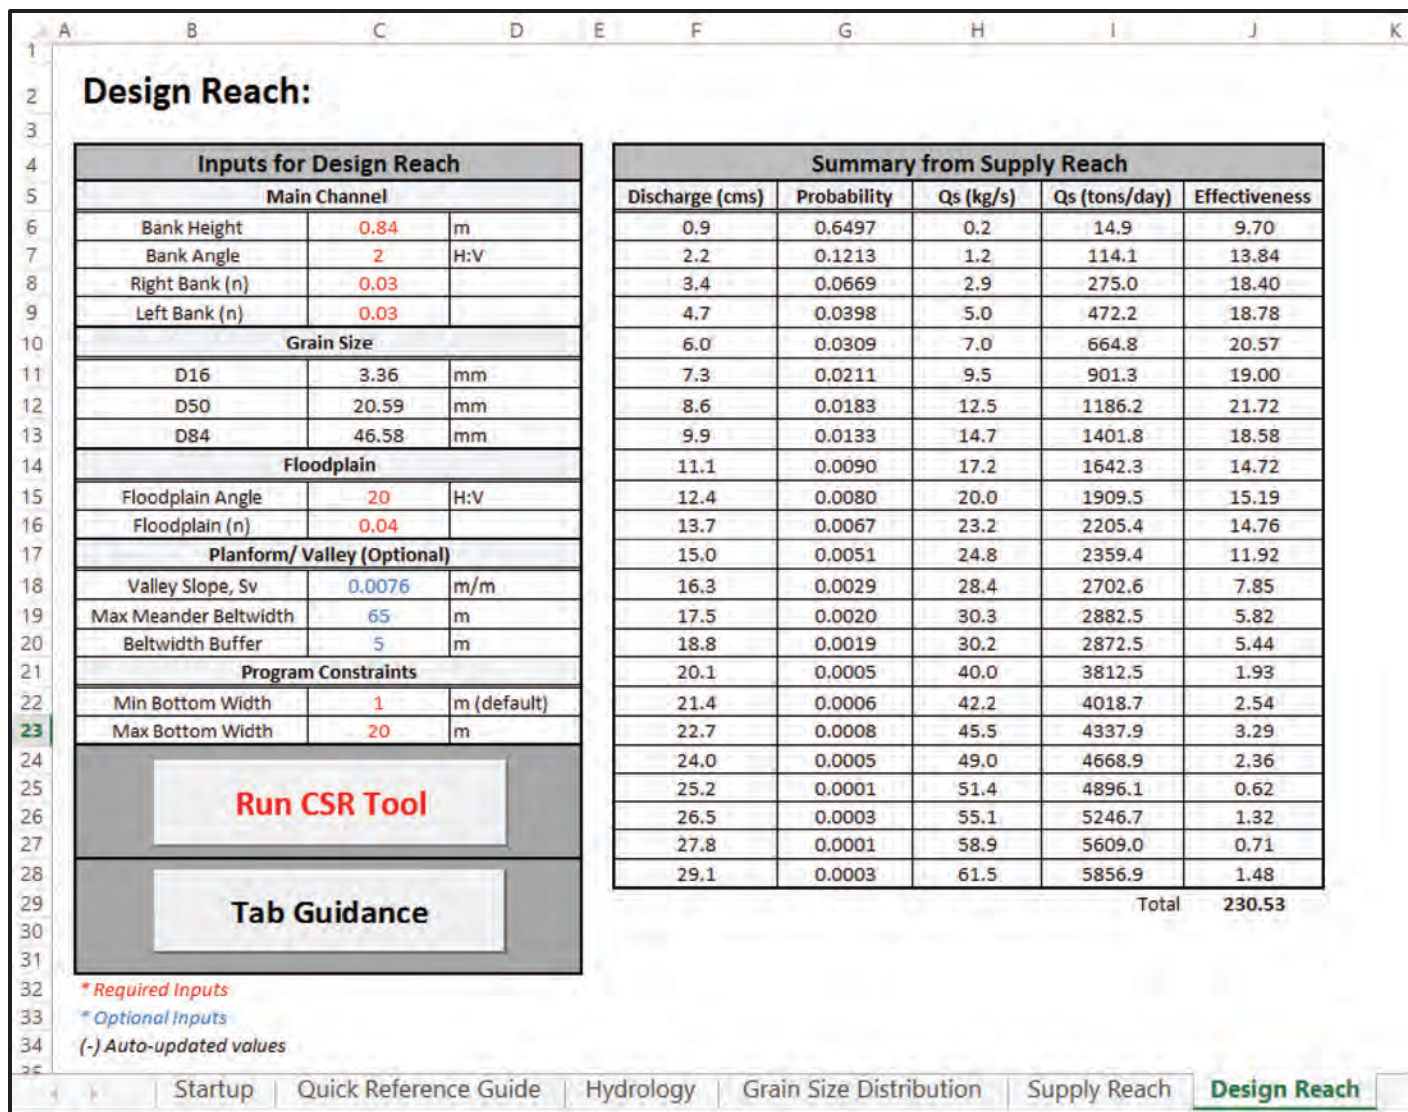 A B C D E F G H I J K
1
2 Design Reach:
3
4 Inputs for Design Reach Summary from Supply Reach
5 Main Channel Discharge (cms) Probability Qs (kg/s) Qs (tons/day) Effectiveness
6 Bank Height 0.84 m 0.9 0.6497 0.2 14.9 9.70
7 Bank Angle 2 H:V 2.2 0.1213 1.2 114.1 13.84
8 Right Bank (n) 0.03 3.4 0.0669 2.9 275.0 18.40
9 Left Bank (n) 0.03 4.7 0.0398 5.0 472.2 18.78
10 Grain Size 6.0 0.0309 7.0 664.8 20.57
11 D16 3.36 mm 7.3 0.0211 9.5 901.3 19.00
12 D50 20.59 mm 8.6 0.0183 12.5 1186.2 21.72
13 D84 46.58 mm 9.9 0.0133 14.7 1401.8 18.58
14 Floodplain 11.1 0.0090 17.2 1642.3 14.72
15 Floodplain Angle 20 H:V 12.4 0.0080 20.0 1909.5 15.19
16 Floodplain (n) 0.04 13.7 0.0067 23.2 2205.4 14.76
17 Planform/ Valley (Optional) 15.0 0.0051 24.8 2359.4 11.92
18 Valley Slope, Sv 0.0076 m/m 16.3 0.0029 28.4 2702.6 7.85
19 Max Meander Beltwidth 65 m 17.5 0.0020 30.3 2882.5 5.82
20 Beltwidth Buffer 5 m 18.8 0.0019 30.2 2872.5 5.44
21 Program Constraints 20.1 0.0005 40.0 3812.5 1.93
22 Min Bottom Width 1 m (default) 21.4 0.0006 42.2 4018.7 2.54
23 Max Bottom Width 20 m 22.7 0.0008 45.5 4337.9 3.29
24 24.0 0.0005 49.0 4668.9 2.36
25 Run CSR Tool 25.2 0.0001 51.4 4896.1 0.62
26 26.5 0.0003 55.1 5246.7 1.32
27 27.8 0.0001 58.9 5609.0 0.71
28 29.1 0.0003 61.5 5856.9 1.48
29 Tab Guidance Total 230.53
30
31
32 * Required Inputs
33 * Optional Inputs
34 (-) Auto-updated values
35
Startup Quick Reference Guide Hydrology Grain Size Distribution Supply Reach Design Reach